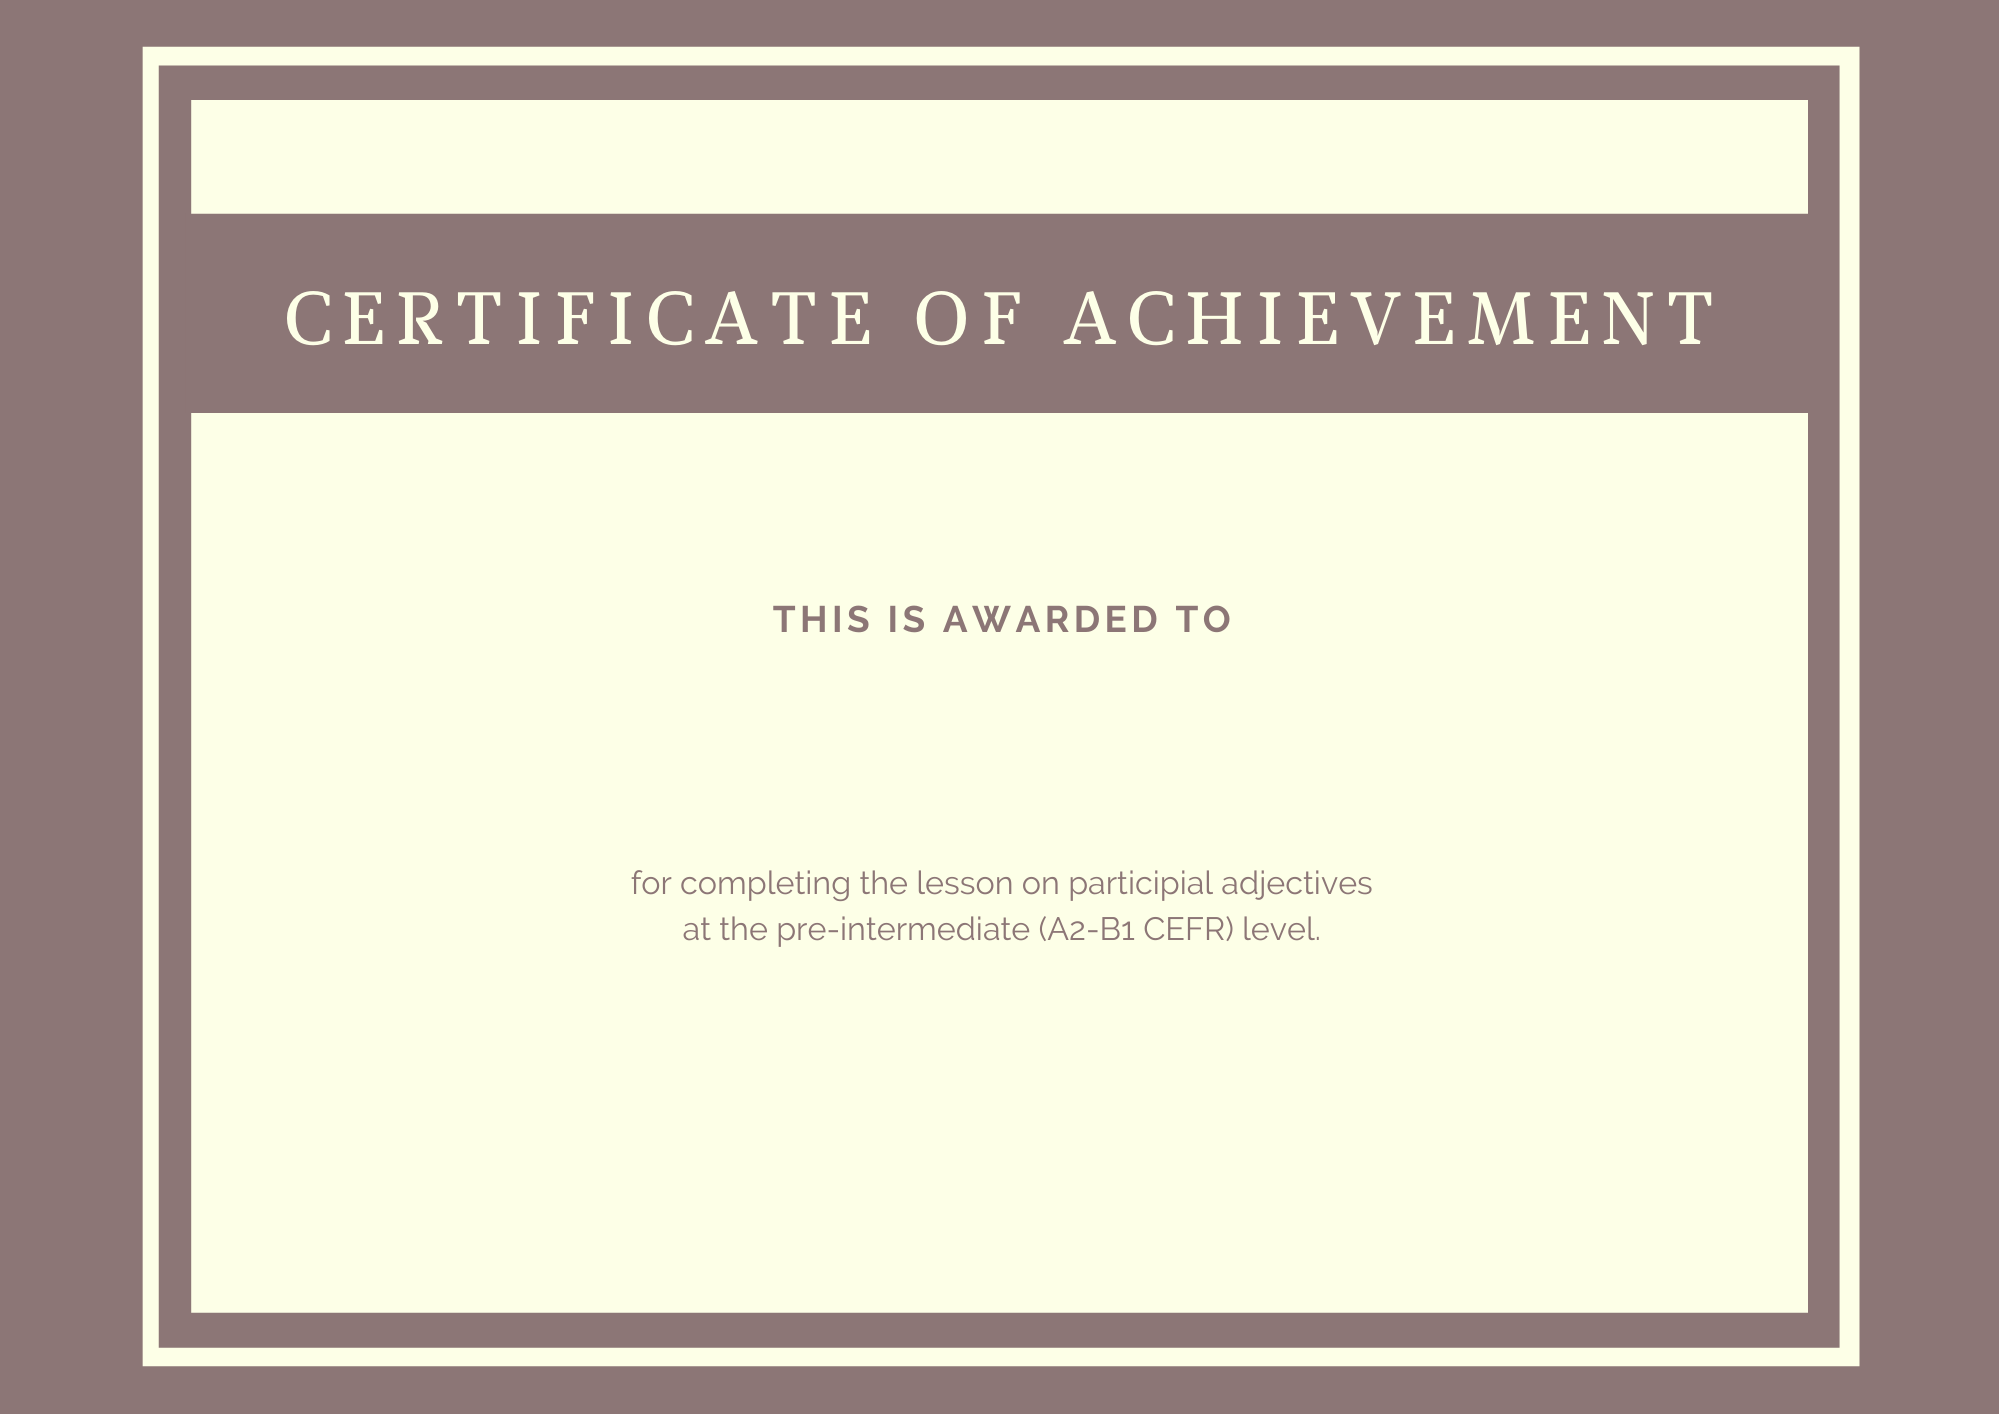 CERTIFICATE OF ACHIEVEMENT
THIS IS AWARDED TO
for completing the lesson on participial adjectives
at the pre-intermediate (A2-B1 CEFR) level.